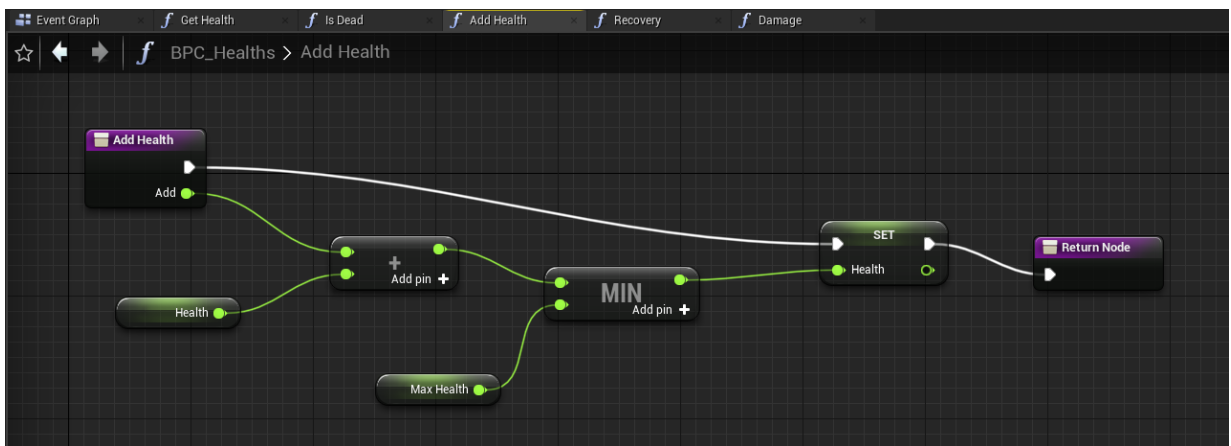 Event Graph
Get Health
Is Dead
Add Health
Recovery
Damage
BPC_Healths > Add Health
Add Health
Add
+
Add pin +
Health
MIN
Add pin +
Max Health
SET
Health
Return Node